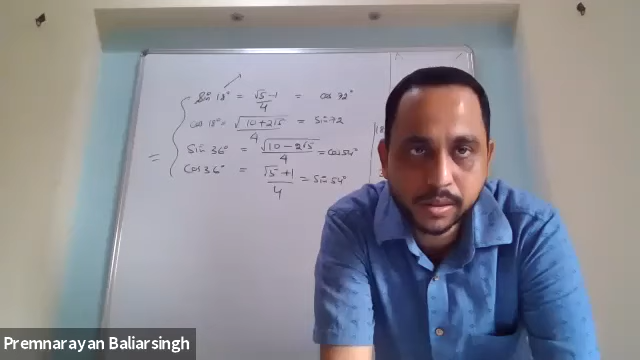 Sin 18° = √5-1/4 = cos 72°
cos 18° = √10+2√5/4 = Sin 72
Sin 36° = √10-2√5/4 = cos 54°
Cos 36° = √5+1/4 = Sin 54°
Premnarayan Baliarsingh